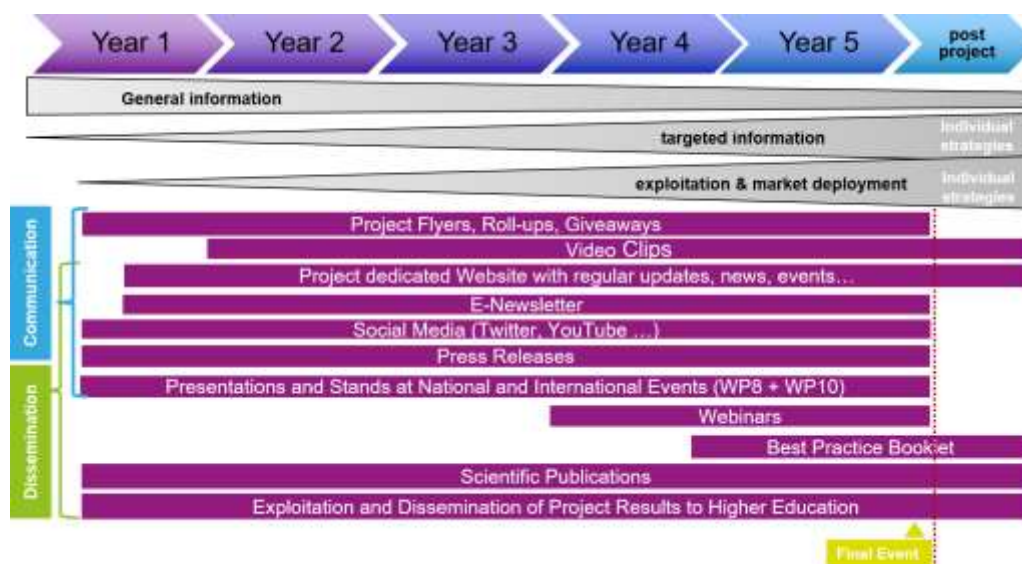 Year 1 Year 2 Year 3 Year 4 Year 5 post
project
General information
targeted information
Individual
strategies
exploitation & market deployment
Individual
strategies
Communication
Project Flyers, Roll-ups, Giveaways
Video Clips
Project dedicated Website with regular updates, news, events...
E-Newsletter
Social Media (Twitter, YouTube ...)
Press Releases
Dissemination
Presentations and Stands at National and International Events (WP8 + WP10)
Webinars
Best Practice Booklet
Scientific Publications
Exploitation and Dissemination of Project Results to Higher Education
Final Event